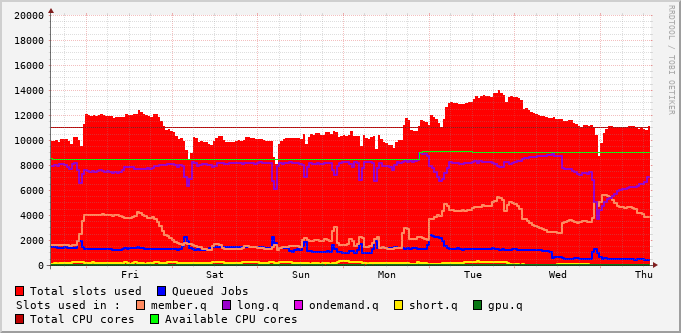 20000
18000
16000
14000
12000
10000
8000
6000
4000
2000
0
Fri Sat Sun Mon Tue Wed Thu
Total slots used Queued Jobs
Slots used in : member.q long.q ondemand.q short.q gpu.q
Total CPU cores Available CPU cores
RRDTOOL / TOBI OETIKER